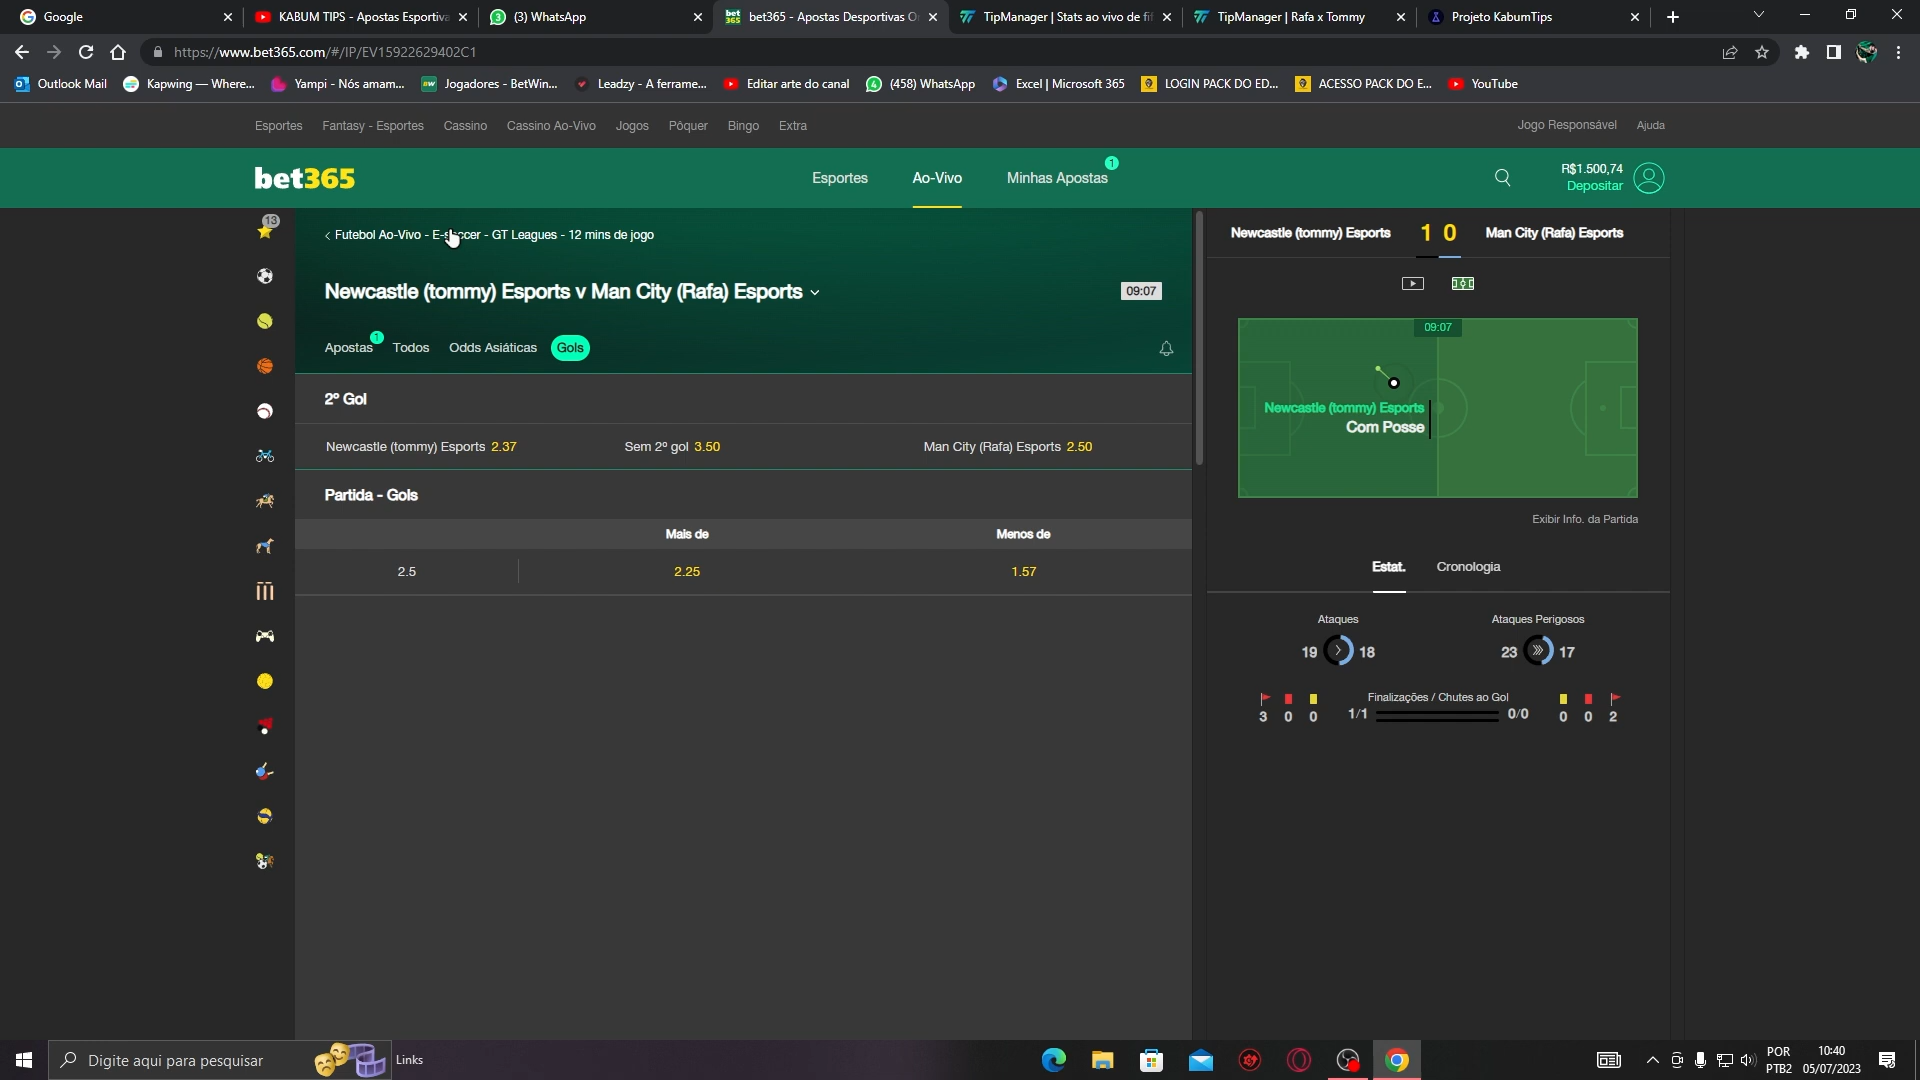 Google
KABUM TIPS - Apostas Esportiva
(3) WhatsApp
bet365 - Apostas Desportivas O
TipManager | Stats ao vivo de fif
TipManager | Rafa x Tommy
Projeto KabumTips
https://www.bet365.com/#/IP/EV15922629402C1
Outlook Mail
Kapwing — Where...
Yampi - Nós amam...
Jogadores - BetWin...
Leadzy - A ferrame...
Editar arte do canal
(458) WhatsApp
Excel | Microsoft 365
LOGIN PACK DO ED...
ACESSO PACK DO E...
YouTube
Esportes Fantasy - Esportes Cassino Cassino Ao-Vivo Jogos Pôquer Bingo Extra
Jogo Responsável Ajuda
bet365
Esportes Ao-Vivo Minhas Apostas 1
R$1.500,74
Depositar
13
Futebol Ao-Vivo - E-soccer - GT Leagues - 12 mins de jogo
Newcastle (tommy) Esports v Man City (Rafa) Esports
09:07
Apostas 1 Todos Odds Asiáticas Gols
2º Gol
Newcastle (tommy) Esports 2.37 Sem 2º gol 3.50 Man City (Rafa) Esports 2.50
Partida - Gols
Mais de Menos de
2.5 2.25 1.57
Newcastle (tommy) Esports 1 0 Man City (Rafa) Esports
09:07
Newcastle (tommy) Esports
Com Posse
Exibir Info. da Partida
Estat. Cronologia
Ataques Ataques Perigosos
19 18 23 17
Finalizações / Chutes ao Gol
3 0 0 1/1 0/0 0 0 2
Digite aqui para pesquisar
Links
POR
PTB2
10:40
05/07/2023